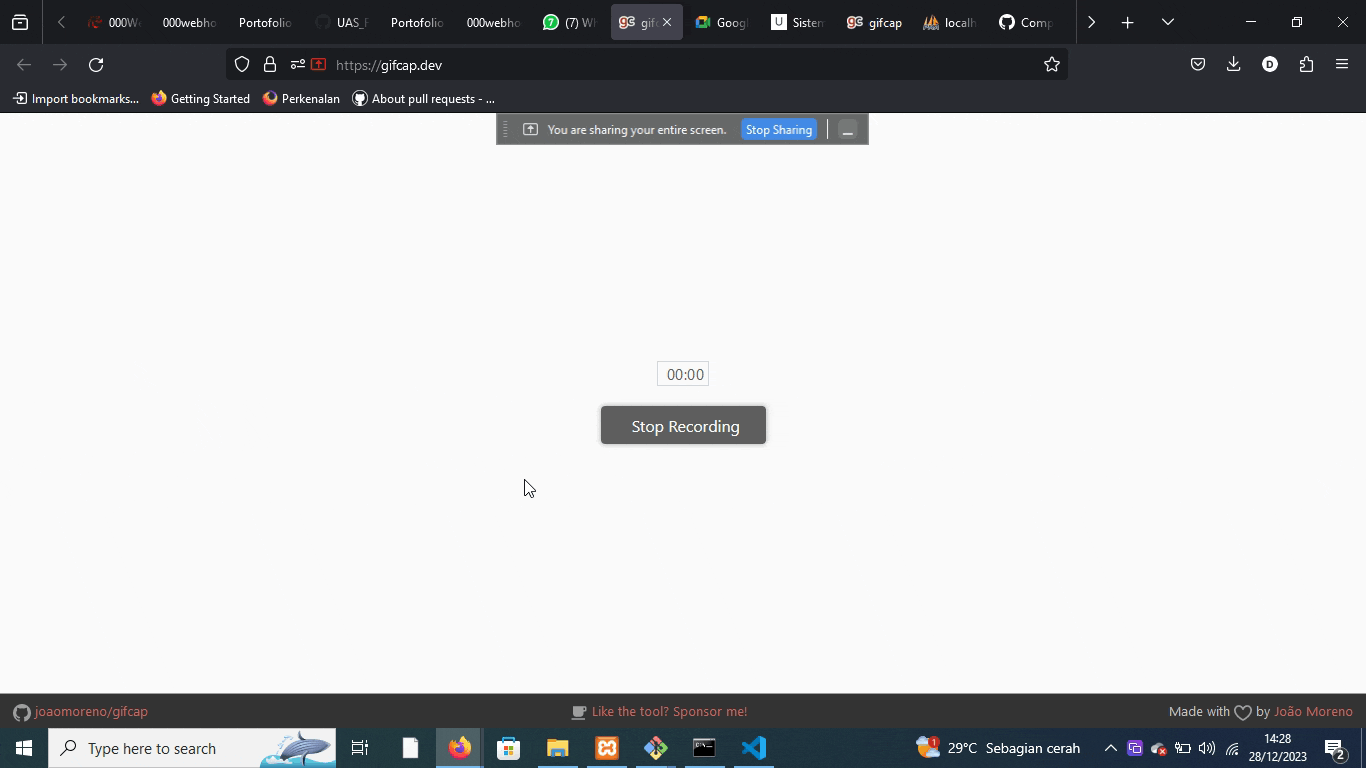 000W
000webho
Portofolio
UAS_F
Portofolio
000webho
(7) Wh
gifc
Googl
Sistem
gifcap
localh
Comp
https://gifcap.dev
D
Import bookmarks...
Getting Started
Perkenalan
About pull requests - ...
You are sharing your entire screen.
Stop Sharing
00:00
Stop Recording
joaomoreno/gifcap
Like the tool? Sponsor me!
Made with by João Moreno
Type here to search
29°C Sebagian cerah
14:28
28/12/2023
2